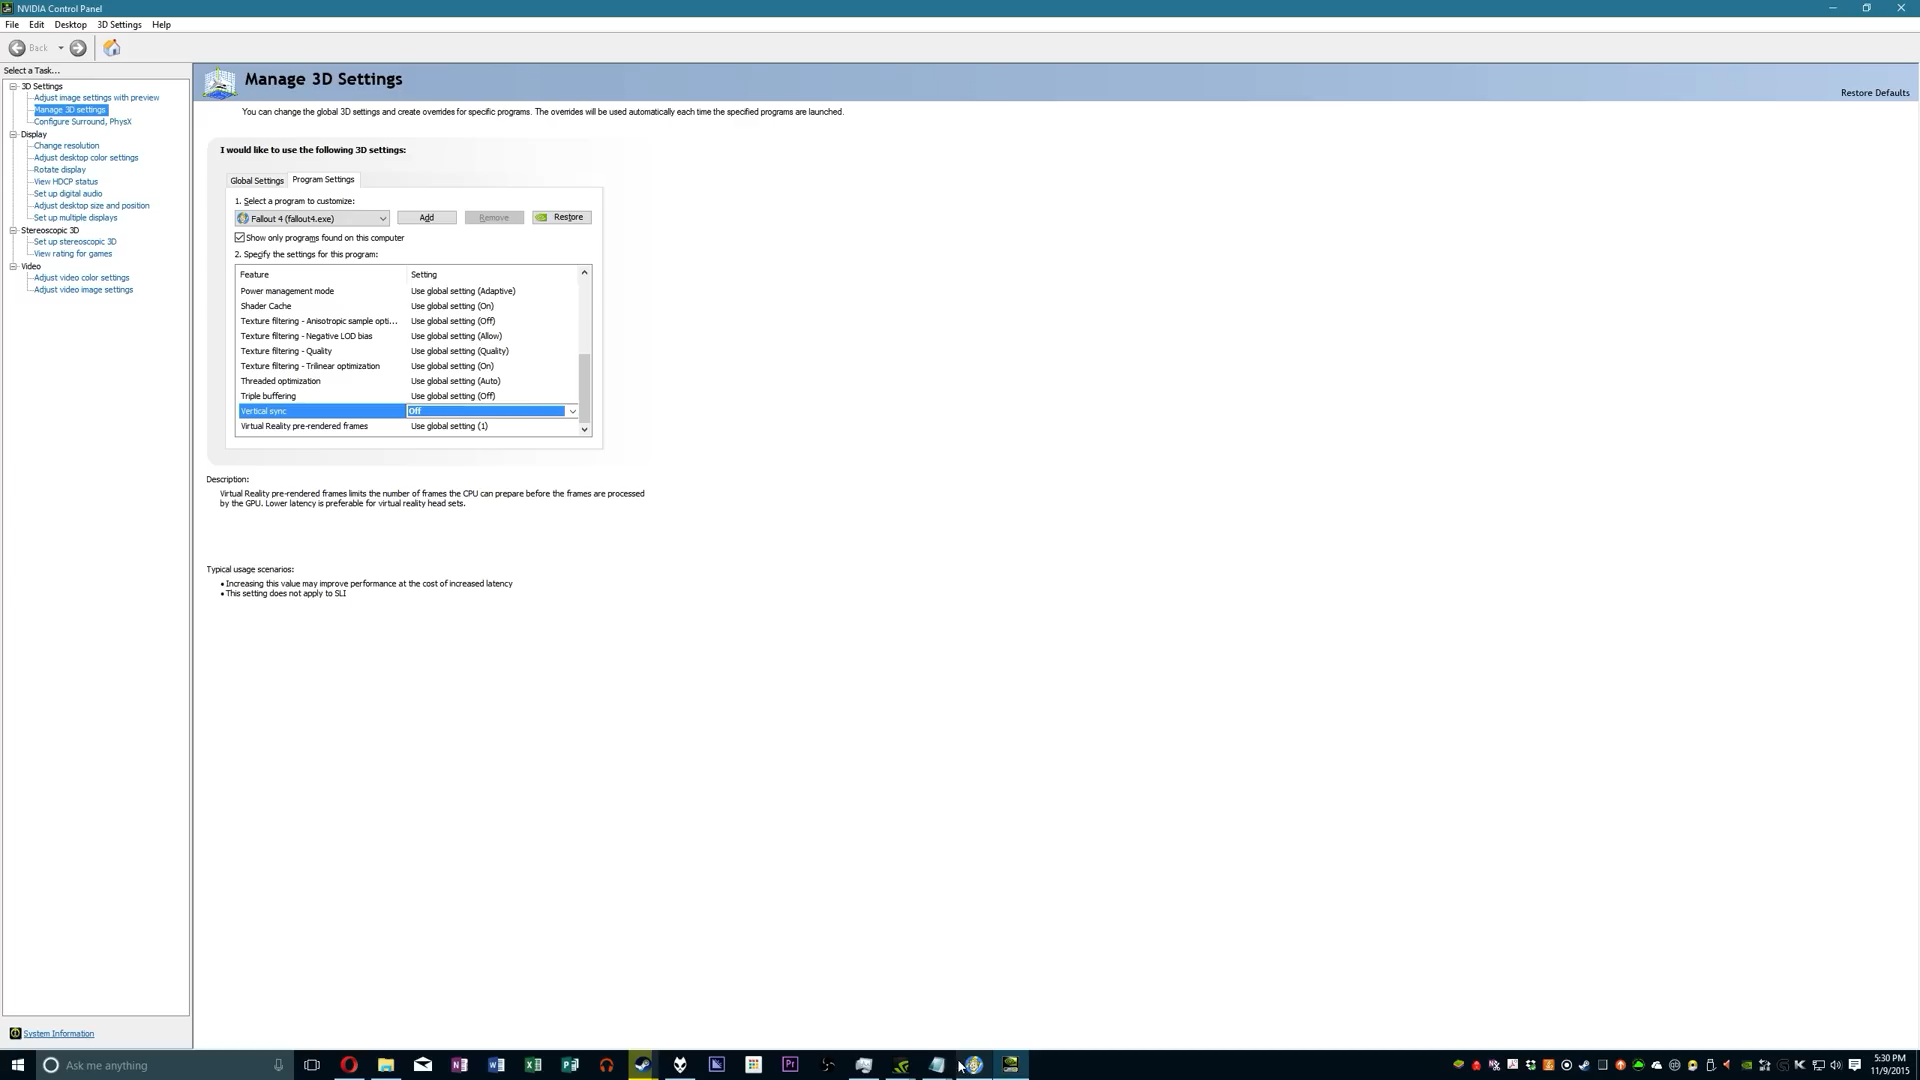 NVIDIA Control Panel
File Edit Desktop 3D Settings Help
Back
Select a Task...
3D Settings
Adjust image settings with preview
Manage 3D settings
Configure Surround, PhysX
Display
Change resolution
Adjust desktop color settings
Rotate display
View HDCP status
Set up digital audio
Adjust desktop size and position
Set up multiple displays
Stereoscopic 3D
Set up stereoscopic 3D
View rating for games
Video
Adjust video color settings
Adjust video image settings
System Information
Manage 3D Settings
Restore Defaults
You can change the global 3D settings and create overrides for specific programs. The overrides will be used automatically each time the specified programs are launched.
I would like to use the following 3D settings:
Global Settings Program Settings
1. Select a program to customize:
Fallout 4 (fallout4.exe) Add Remove Restore
Show only programs found on this computer
2. Specify the settings for this program:
Feature Setting
Power management mode Use global setting (Adaptive)
Shader Cache Use global setting (On)
Texture filtering - Anisotropic sample opti... Use global setting (Off)
Texture filtering - Negative LOD bias Use global setting (Allow)
Texture filtering - Quality Use global setting (Quality)
Texture filtering - Trilinear optimization Use global setting (On)
Threaded optimization Use global setting (Auto)
Triple buffering Use global setting (Off)
Vertical sync Off
Virtual Reality pre-rendered frames Use global setting (1)
Description:
Virtual Reality pre-rendered frames limits the number of frames the CPU can prepare before the frames are processed
by the GPU. Lower latency is preferable for virtual reality head sets.
Typical usage scenarios:
• Increasing this value may improve performance at the cost of increased latency
• This setting does not apply to SLI
Ask me anything
5:30 PM
11/9/2015